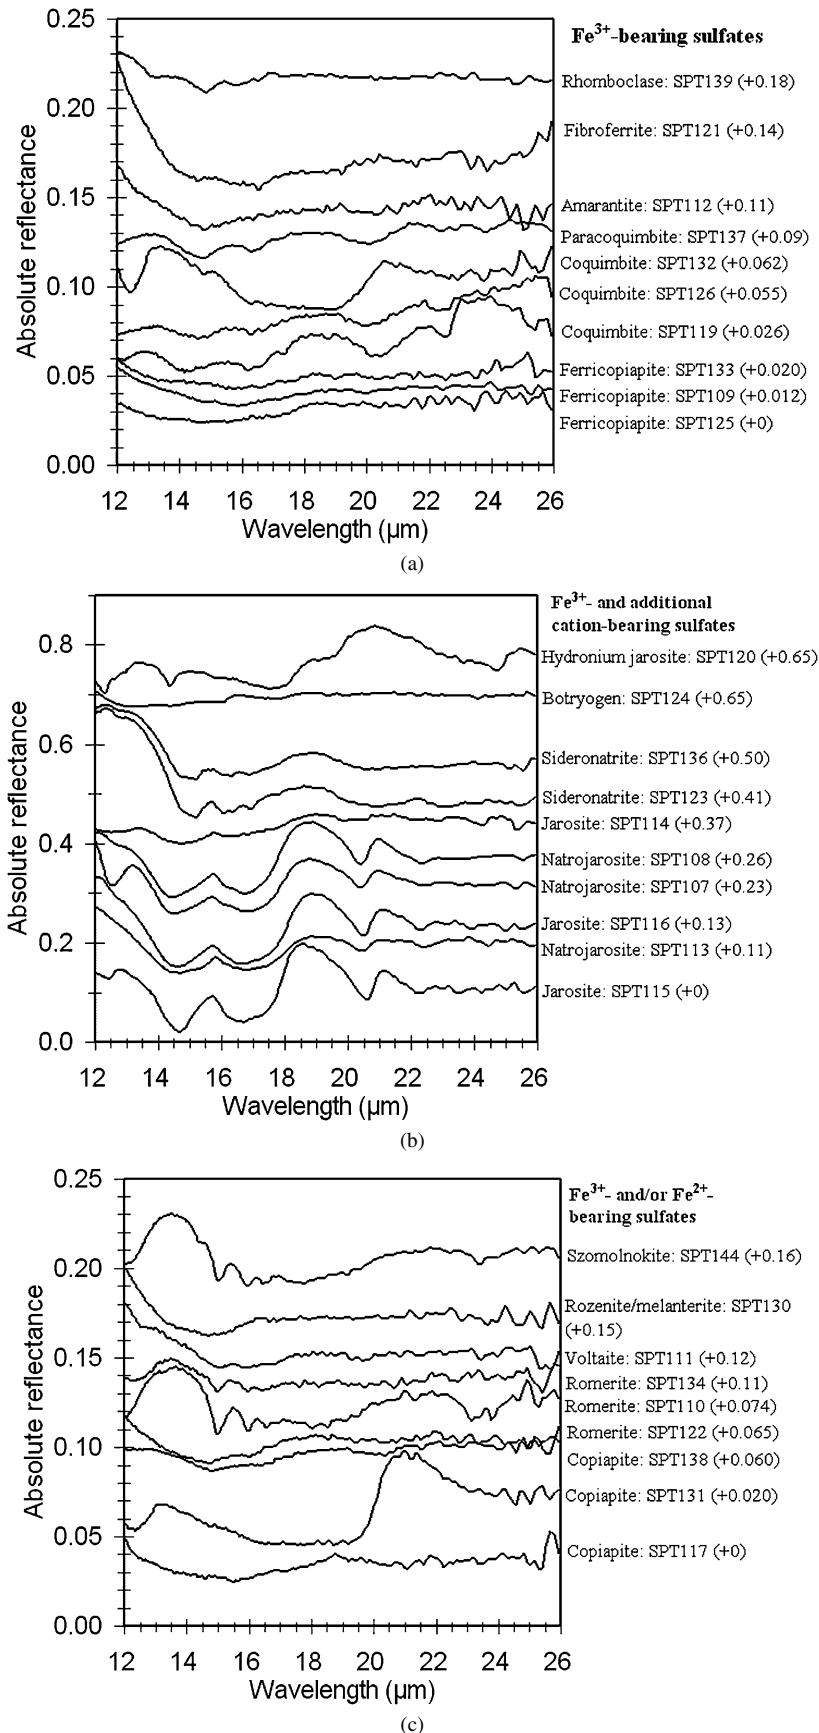 0.25
0.20
0.15
0.10
0.05
0.00
Absolute reflectance
12 14 16 18 20 22 24 26
Wavelength (µm)
Fe3+-bearing sulfates
Rhomboclase: SPT139 (+0.18)
Fibroferrite: SPT121 (+0.14)
Amarantite: SPT112 (+0.11)
Paracoquimbite: SPT137 (+0.09)
Coquimbite: SPT132 (+0.062)
Coquimbite: SPT126 (+0.055)
Coquimbite: SPT119 (+0.026)
Ferricopiapite: SPT133 (+0.020)
Ferricopiapite: SPT109 (+0.012)
Ferricopiapite: SPT125 (+0)
(a)
0.8
0.6
0.4
0.2
0.0
Absolute reflectance
12 14 16 18 20 22 24 26
Wavelength (µm)
Fe3+- and additional
cation-bearing sulfates
Hydronium jarosite: SPT120 (+0.65)
Botryogen: SPT124 (+0.65)
Sideronatrite: SPT136 (+0.50)
Sideronatrite: SPT123 (+0.41)
Jarosite: SPT114 (+0.37)
Natrojarosite: SPT108 (+0.26)
Natrojarosite: SPT107 (+0.23)
Jarosite: SPT116 (+0.13)
Natrojarosite: SPT113 (+0.11)
Jarosite: SPT115 (+0)
(b)
0.25
0.20
0.15
0.10
0.05
0.00
Absolute reflectance
12 14 16 18 20 22 24 26
Wavelength (µm)
Fe3+- and/or Fe2+-
bearing sulfates
Szomolnokite: SPT144 (+0.16)
Rozenite/melanterite: SPT130
(+0.15)
Voltaite: SPT111 (+0.12)
Romerite: SPT134 (+0.11)
Romerite: SPT110 (+0.074)
Romerite: SPT122 (+0.065)
Copiapite: SPT138 (+0.060)
Copiapite: SPT131 (+0.020)
Copiapite: SPT117 (+0)
(c)